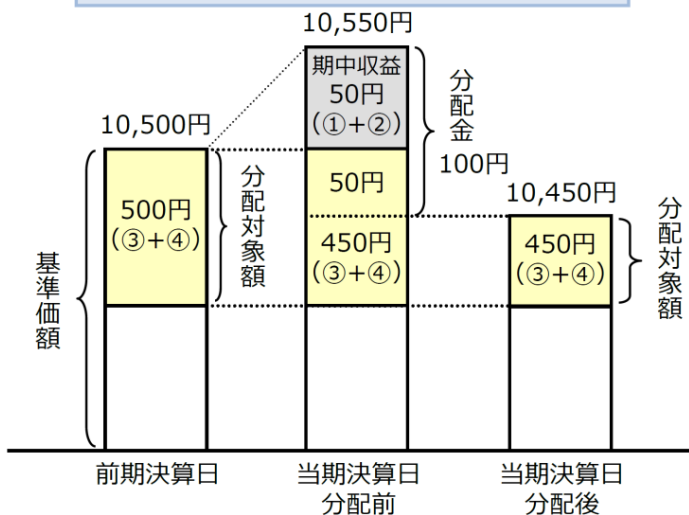 10,550円
期中収益
50円
(①+②)
分配金
100円
10,500円
500円
(③+④)
分配対象額
基準価額
50円
450円
(③+④)
10,450円
450円
(③+④)
分配対象額
前期決算日
当期決算日
分配前
当期決算日
分配後